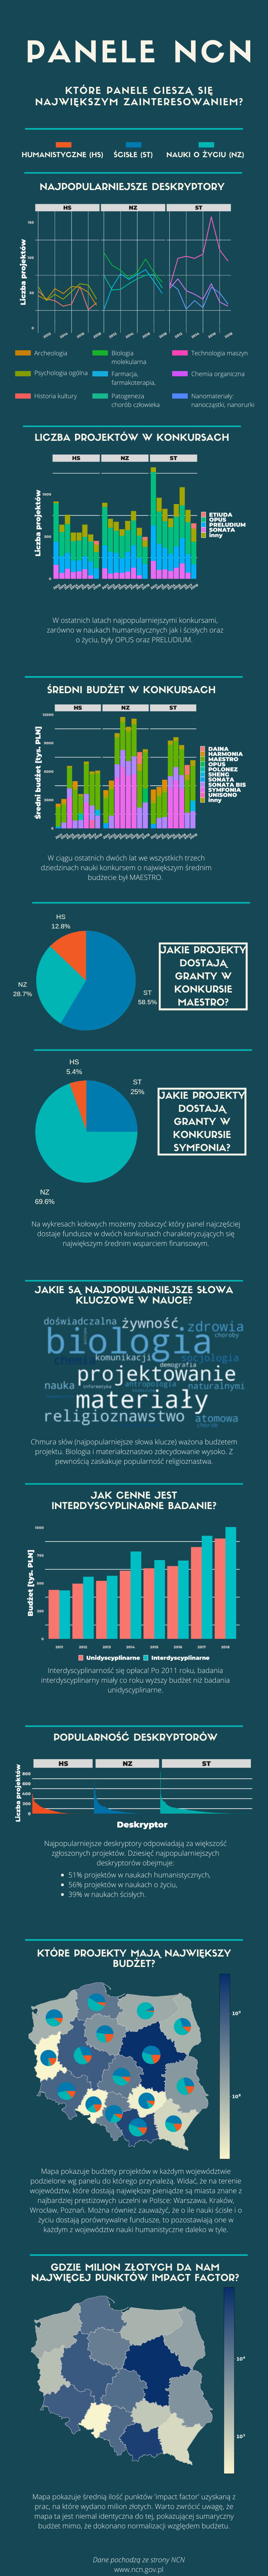 PANELE NCN
KTÓRE PANELE CIESZĄ SIĘ
NAJWIĘKSZYM ZAINTERESOWANIEM?
HUMANISTYCZNE (HS) ŚCISŁE (ST) NAUKI O ŻYCIU (NZ)
NAJPOPULARNIEJSZE DESKRYPTORY
HS NZ ST
Liczba projektów
Archeologia
Biologia
molekularna
Technologia maszyn
Psychologia ogólna
Farmacja,
farmakoterapia,
Chemia organiczna
Historia kultury
Patogeneza
chorób człowieka
Nanomateriały:
nanocząstki, nanorurki
LICZBA PROJEKTÓW W KONKURSACH
HS NZ ST
Liczba projektów
ETIUDA
OPUS
PRELUDIUM
SONATA
inny
W ostanich latach najpopularniejszymi konkursami,
zarówno w naukach humanistycznych jak i ścisłych oraz
o życiu, były OPUS oraz PRELUDIUM.
ŚREDNI BUDŻET W KONKURSACH
HS NZ ST
Średni budżet [tys. PLN]
DAINA
HARMONIA
MAESTRO
OPUS
POLONEZ
SHENG
SONATA
SONATA BIS
SYMFONIA
UNISONO
inny
W ciągu ostatnich dwóch lat we wszystkich trzech
dziedzinach nauki konkursem o największym średnim
budżecie był MAESTRO.
HS
12.8%
NZ
28.7%
ST
58.5%
JAKIE PROJEKTY
DOSTAJĄ
GRANTY W
KONKURSIE
MAESTRO?
HS
5.4%
ST
25%
NZ
69.6%
JAKIE PROJEKTY
DOSTAJĄ
GRANTY W
KONKURSIE
SYMFONIA?
Na wykresach kołowych możemy zobaczyć który panel najczęściej
dostaje fundusze w dwóch konkursach charakteryzujących się
największym średnim wsparciem finansowym.
JAKIE SĄ NAJPOPULARNIEJSZE SŁOWA
KLUCZOWE W NAUCE?
doświadczalna żywność zdrowia
biologia choroby
chemia komunikacji socjologia
demografia
projektowanie
nauka informatyka antropologia naturalnymi
materiały
religioznawstwo atomowa
Chmura słów (najpopularniejsze słowa klucze) ważona budżetem
projektu. Biologia i materiałoznastwo zdecydowanie wysoko. Z
pewnością zaskakuje popularność religioznastwa.
JAK CENNE JEST
INTERDYSCYPLINARNE BADANIE?
Budżet [tys. PLN]
2011 2012 2013 2014 2015 2016 2017 2018
Unidyscyplinarne Interdyscyplinarne
Interdyscyplinarność się opłaca! Po 2011 roku, badania
interdyscyplinarny miały co roku wyższy budżet niż badania
unidyscyplinarne.
POPULARNOŚĆ DESKRYPTORÓW
HS NZ ST
Liczba projektów
800
600
400
200
0
Deskryptor
Najpopularniejsze deskryptory odpowiadają za większość
zgłoszonych projektów. Dziesięć najpopularniejszych
deskryptorów obejmuje:
• 51% projektów w naukach humanistycznych,
• 56% projektów w naukach o życiu,
• 39% w naukach ścisłych.
KTÓRE PROJEKTY MAJĄ NAJWIĘKSZY
BUDŻET?
Mapa pokazuje budżety projektów w każdym województwie
podzielone wg panelu do którego przynależą. Widać, że na terenie
województw, które dostają największe pieniądze są miasta znane z
najbardziej prestiżowych uczelni w Polsce: Warszawa, Kraków,
Wrocław, Poznań. Można również zauważyć, że o ile nauki ścisłe i o
życiu dostają porównywalne fundusze, to pozostawiają one w
każdym z województw nauki humanistyczne daleko w tyle.
GDZIE MILION ZŁOTYCH DA NAM
NAJWIĘCEJ PUNKTÓW IMPACT FACTOR?
Mapa pokazuje średnią ilość punktów 'impact factor' uzyskaną z
prac, na które wydano milion złotych. Warto zwrócić uwagę, że
mapa ta jest niemal identyczna do tej, pokazującej sumaryczny
budżet mimo, że dokonano normalizacji względem budżetu.
Dane pochodzą ze strony NCN
www.ncn.gov.pl